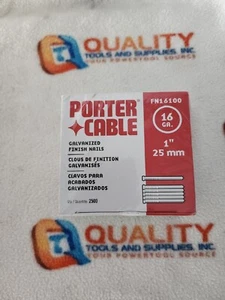 QUALITY
TOOLS AND SUPPLIES, INC.
YOUR POWERTOOL SOURCE
PORTER
CABLE
FN16100
16
GA.
1"
25 mm
GALVANIZED
FINISH NAILS
CLOUS DE FINITION
GALVANISÉS
CLAVOS PARA
ACABADOS
GALVANIZADOS
QUALITY
TOOLS AND SUPPLIES, INC.
YOUR POWERTOOL SOURCE